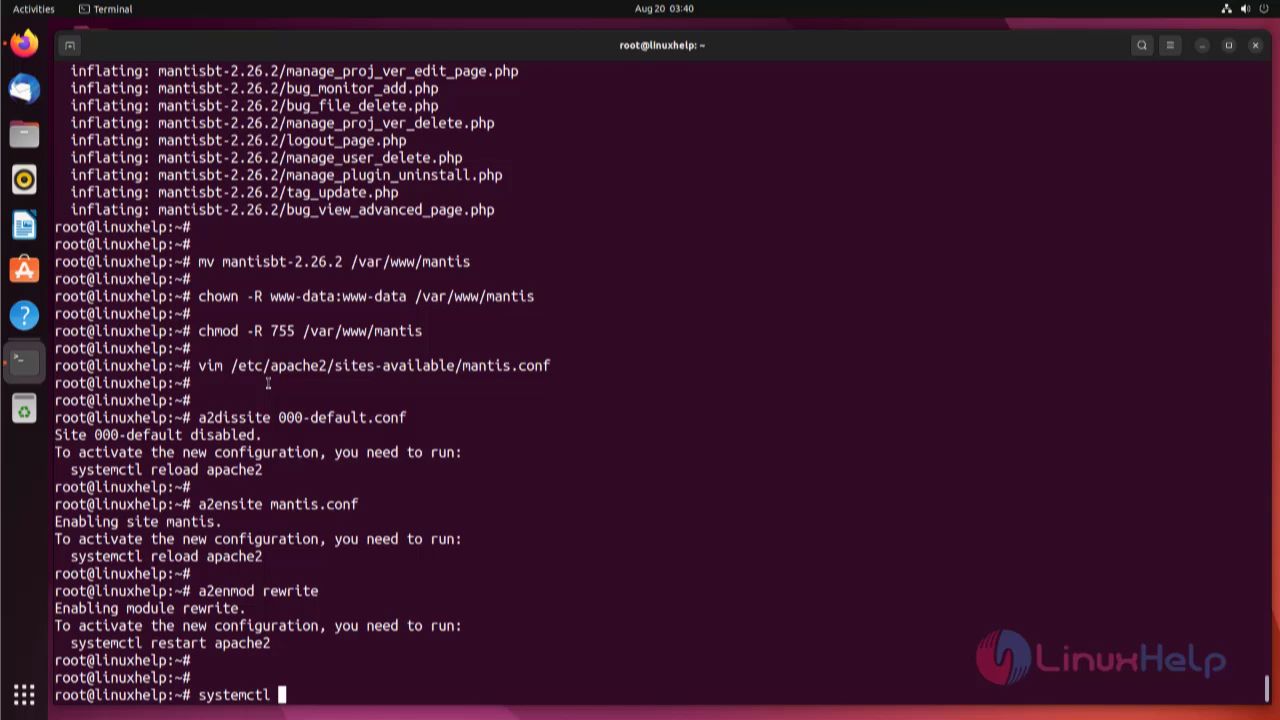 Activities Terminal Aug 20 03:40
root@linuxhelp: ~
inflating: mantisbt-2.26.2/manage_proj_ver_edit_page.php
inflating: mantisbt-2.26.2/bug_monitor_add.php
inflating: mantisbt-2.26.2/bug_file_delete.php
inflating: mantisbt-2.26.2/manage_proj_ver_delete.php
inflating: mantisbt-2.26.2/logout_page.php
inflating: mantisbt-2.26.2/manage_user_delete.php
inflating: mantisbt-2.26.2/manage_plugin_uninstall.php
inflating: mantisbt-2.26.2/tag_update.php
inflating: mantisbt-2.26.2/bug_view_advanced_page.php
root@linuxhelp:~#
root@linuxhelp:~#
root@linuxhelp:~# mv mantisbt-2.26.2 /var/www/mantis
root@linuxhelp:~#
root@linuxhelp:~# chown -R www-data:www-data /var/www/mantis
root@linuxhelp:~#
root@linuxhelp:~# chmod -R 755 /var/www/mantis
root@linuxhelp:~#
root@linuxhelp:~# vim /etc/apache2/sites-available/mantis.conf
root@linuxhelp:~#
root@linuxhelp:~#
root@linuxhelp:~# a2dissite 000-default.conf
Site 000-default disabled.
To activate the new configuration, you need to run:
systemctl reload apache2
root@linuxhelp:~#
root@linuxhelp:~# a2ensite mantis.conf
Enabling site mantis.
To activate the new configuration, you need to run:
systemctl reload apache2
root@linuxhelp:~#
root@linuxhelp:~# a2enmod rewrite
Enabling module rewrite.
To activate the new configuration, you need to run:
systemctl restart apache2
root@linuxhelp:~#
root@linuxhelp:~#
root@linuxhelp:~# systemctl
LinuxHelp